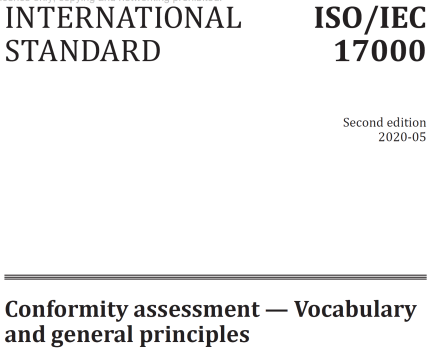 INTERNATIONAL STANDARD
ISO/IEC 17000
Second edition
2020-05
Conformity assessment — Vocabulary
and general principles